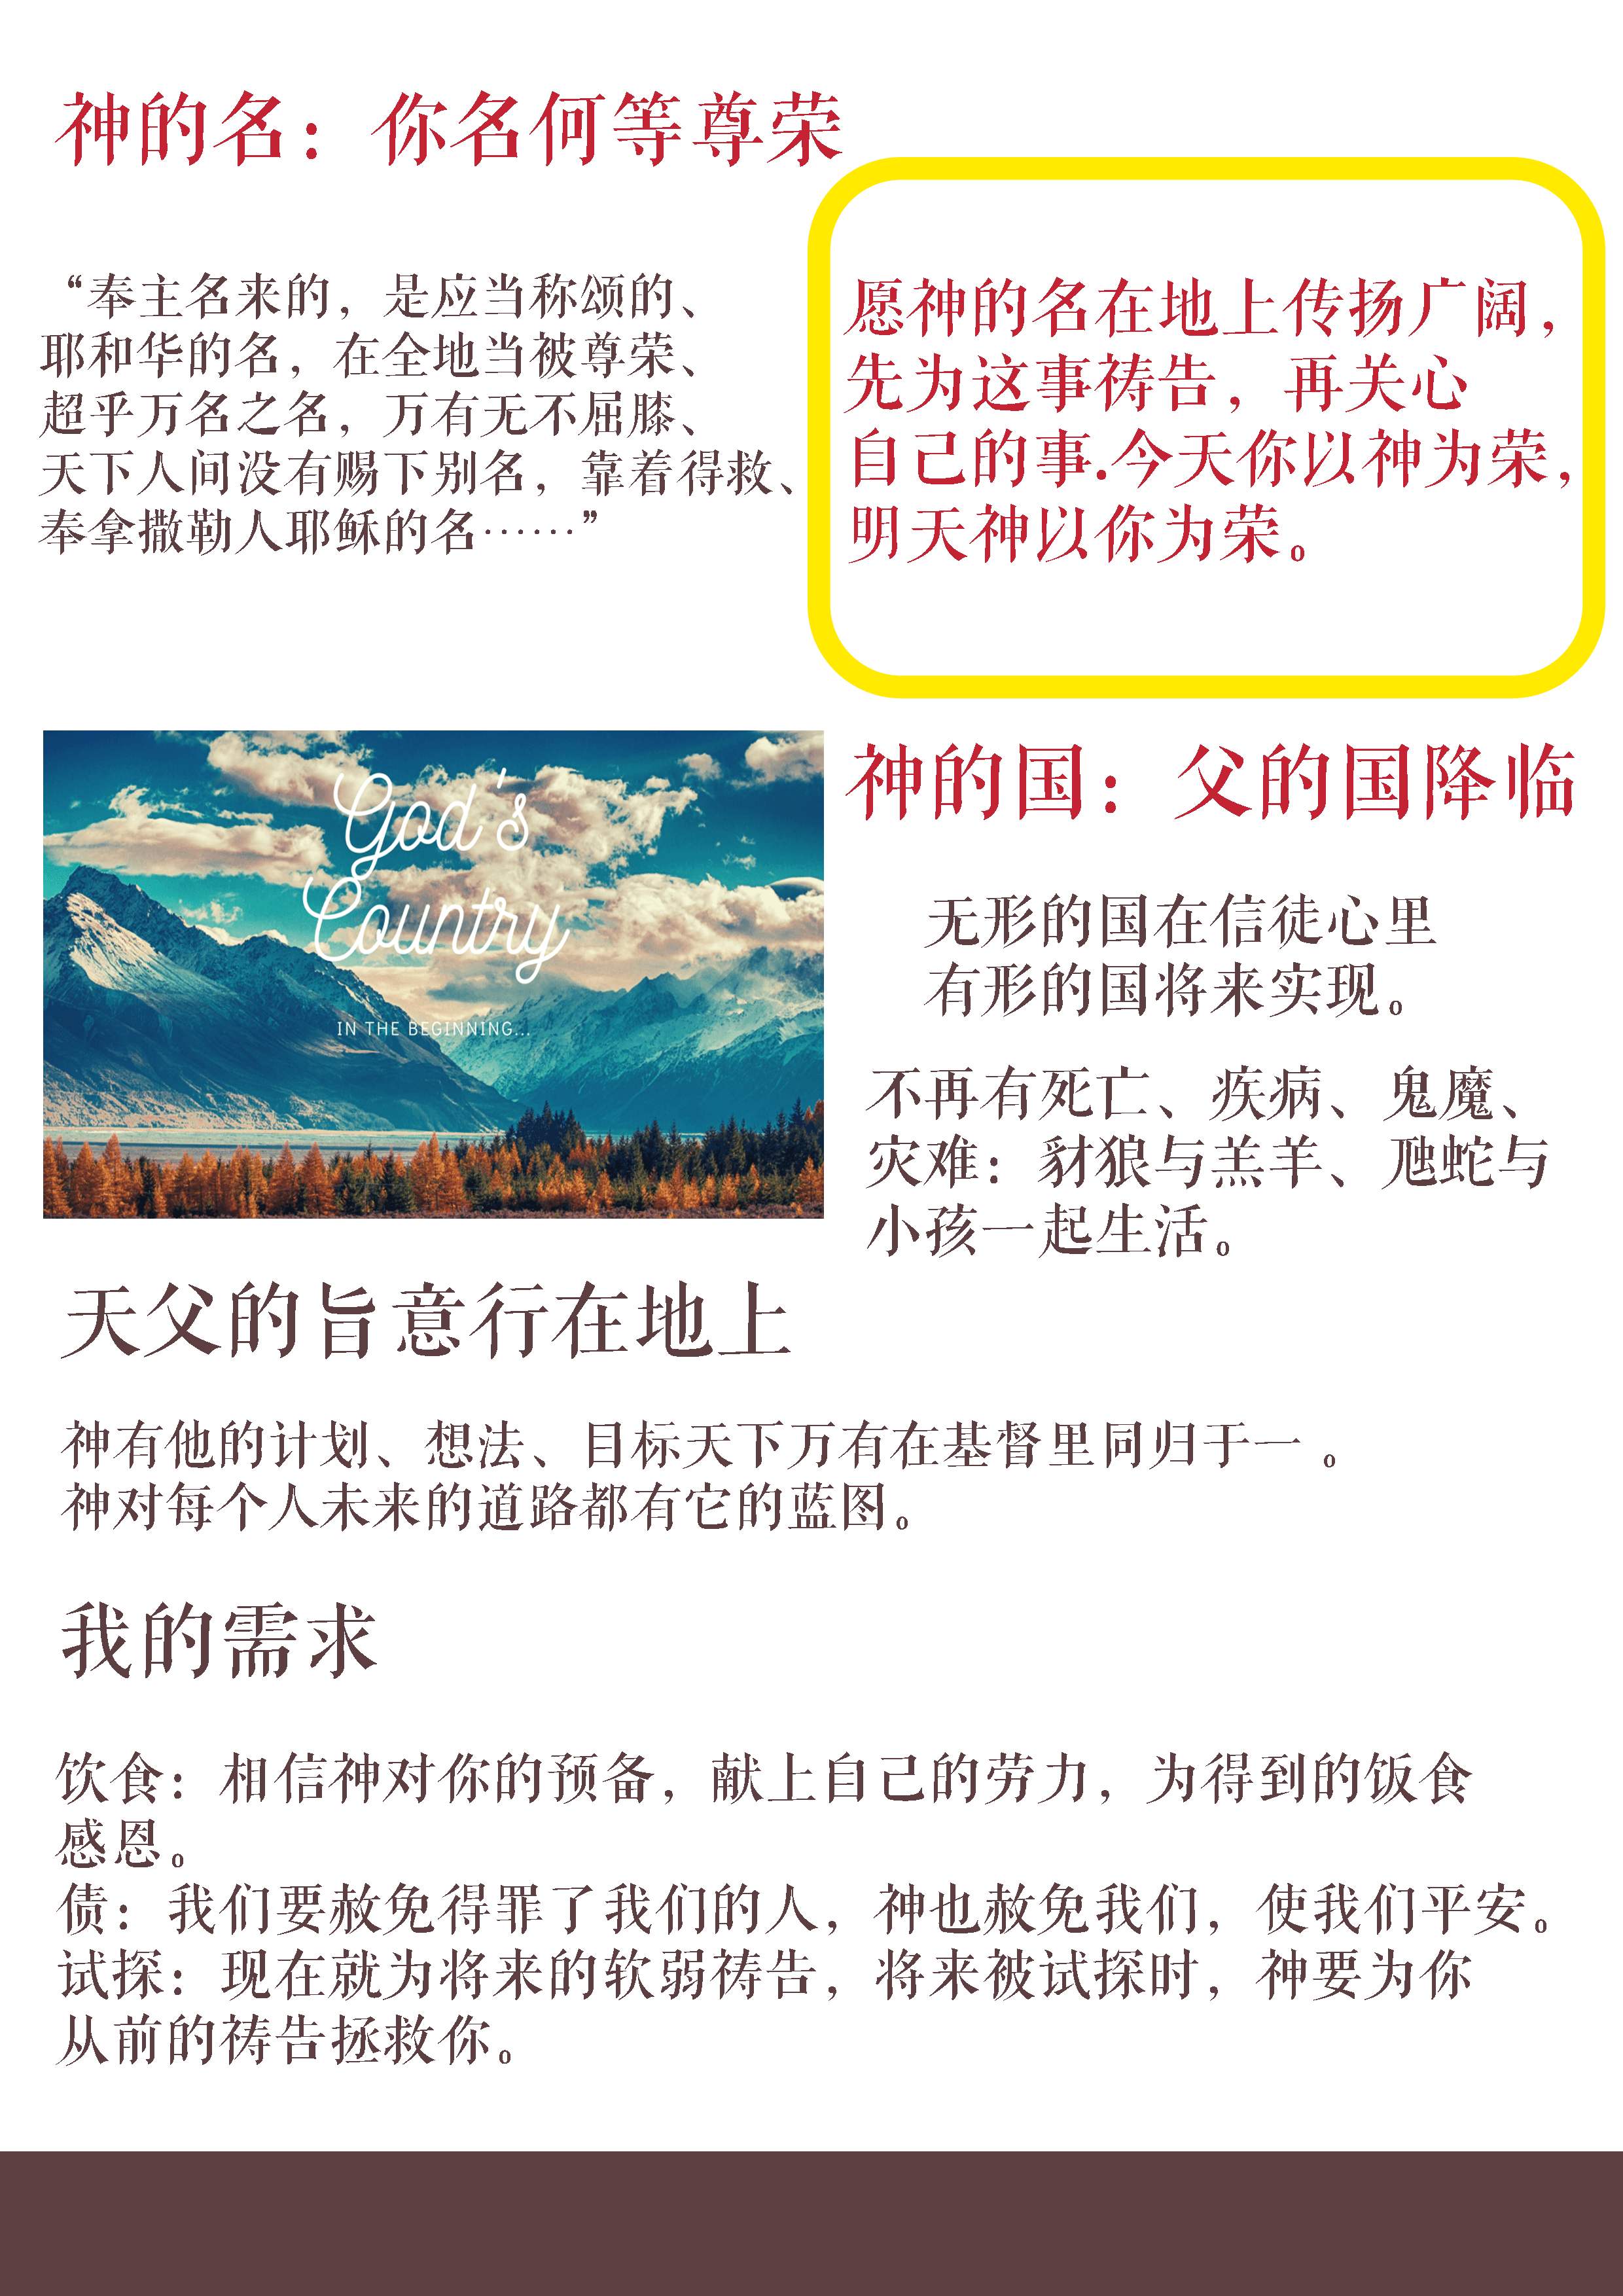 神的名：你名何等尊荣
“奉主名来的，是应当称颂的、
耶和华的名，在全地当被尊荣、
超乎万名之名，万有无不屈膝、
天下人间没有赐下别名，靠着得救、
奉拿撒勒人耶稣的名……”
愿神的名在地上传扬广阔，
先为这事祷告，再关心
自己的事.今天你以神为荣，
明天神以你为荣。
God's
Country
IN THE BEGINNING...
神的国：父的国降临
无形的国在信徒心里
有形的国将来实现。
不再有死亡、疾病、鬼魔、
灾难：豺狼与羔羊、虺蛇与
小孩一起生活。
天父的旨意行在地上
神有他的计划、想法、目标天下万有在基督里同归于一 。
神对每个人未来的道路都有它的蓝图。
我的需求
饮食：相信神对你的预备，献上自己的劳力，为得到的饭食
感恩。
债：我们要赦免得罪了我们的人，神也赦免我们，使我们平安。
试探：现在就为将来的软弱祷告，将来被试探时，神要为你
从前的祷告拯救你。